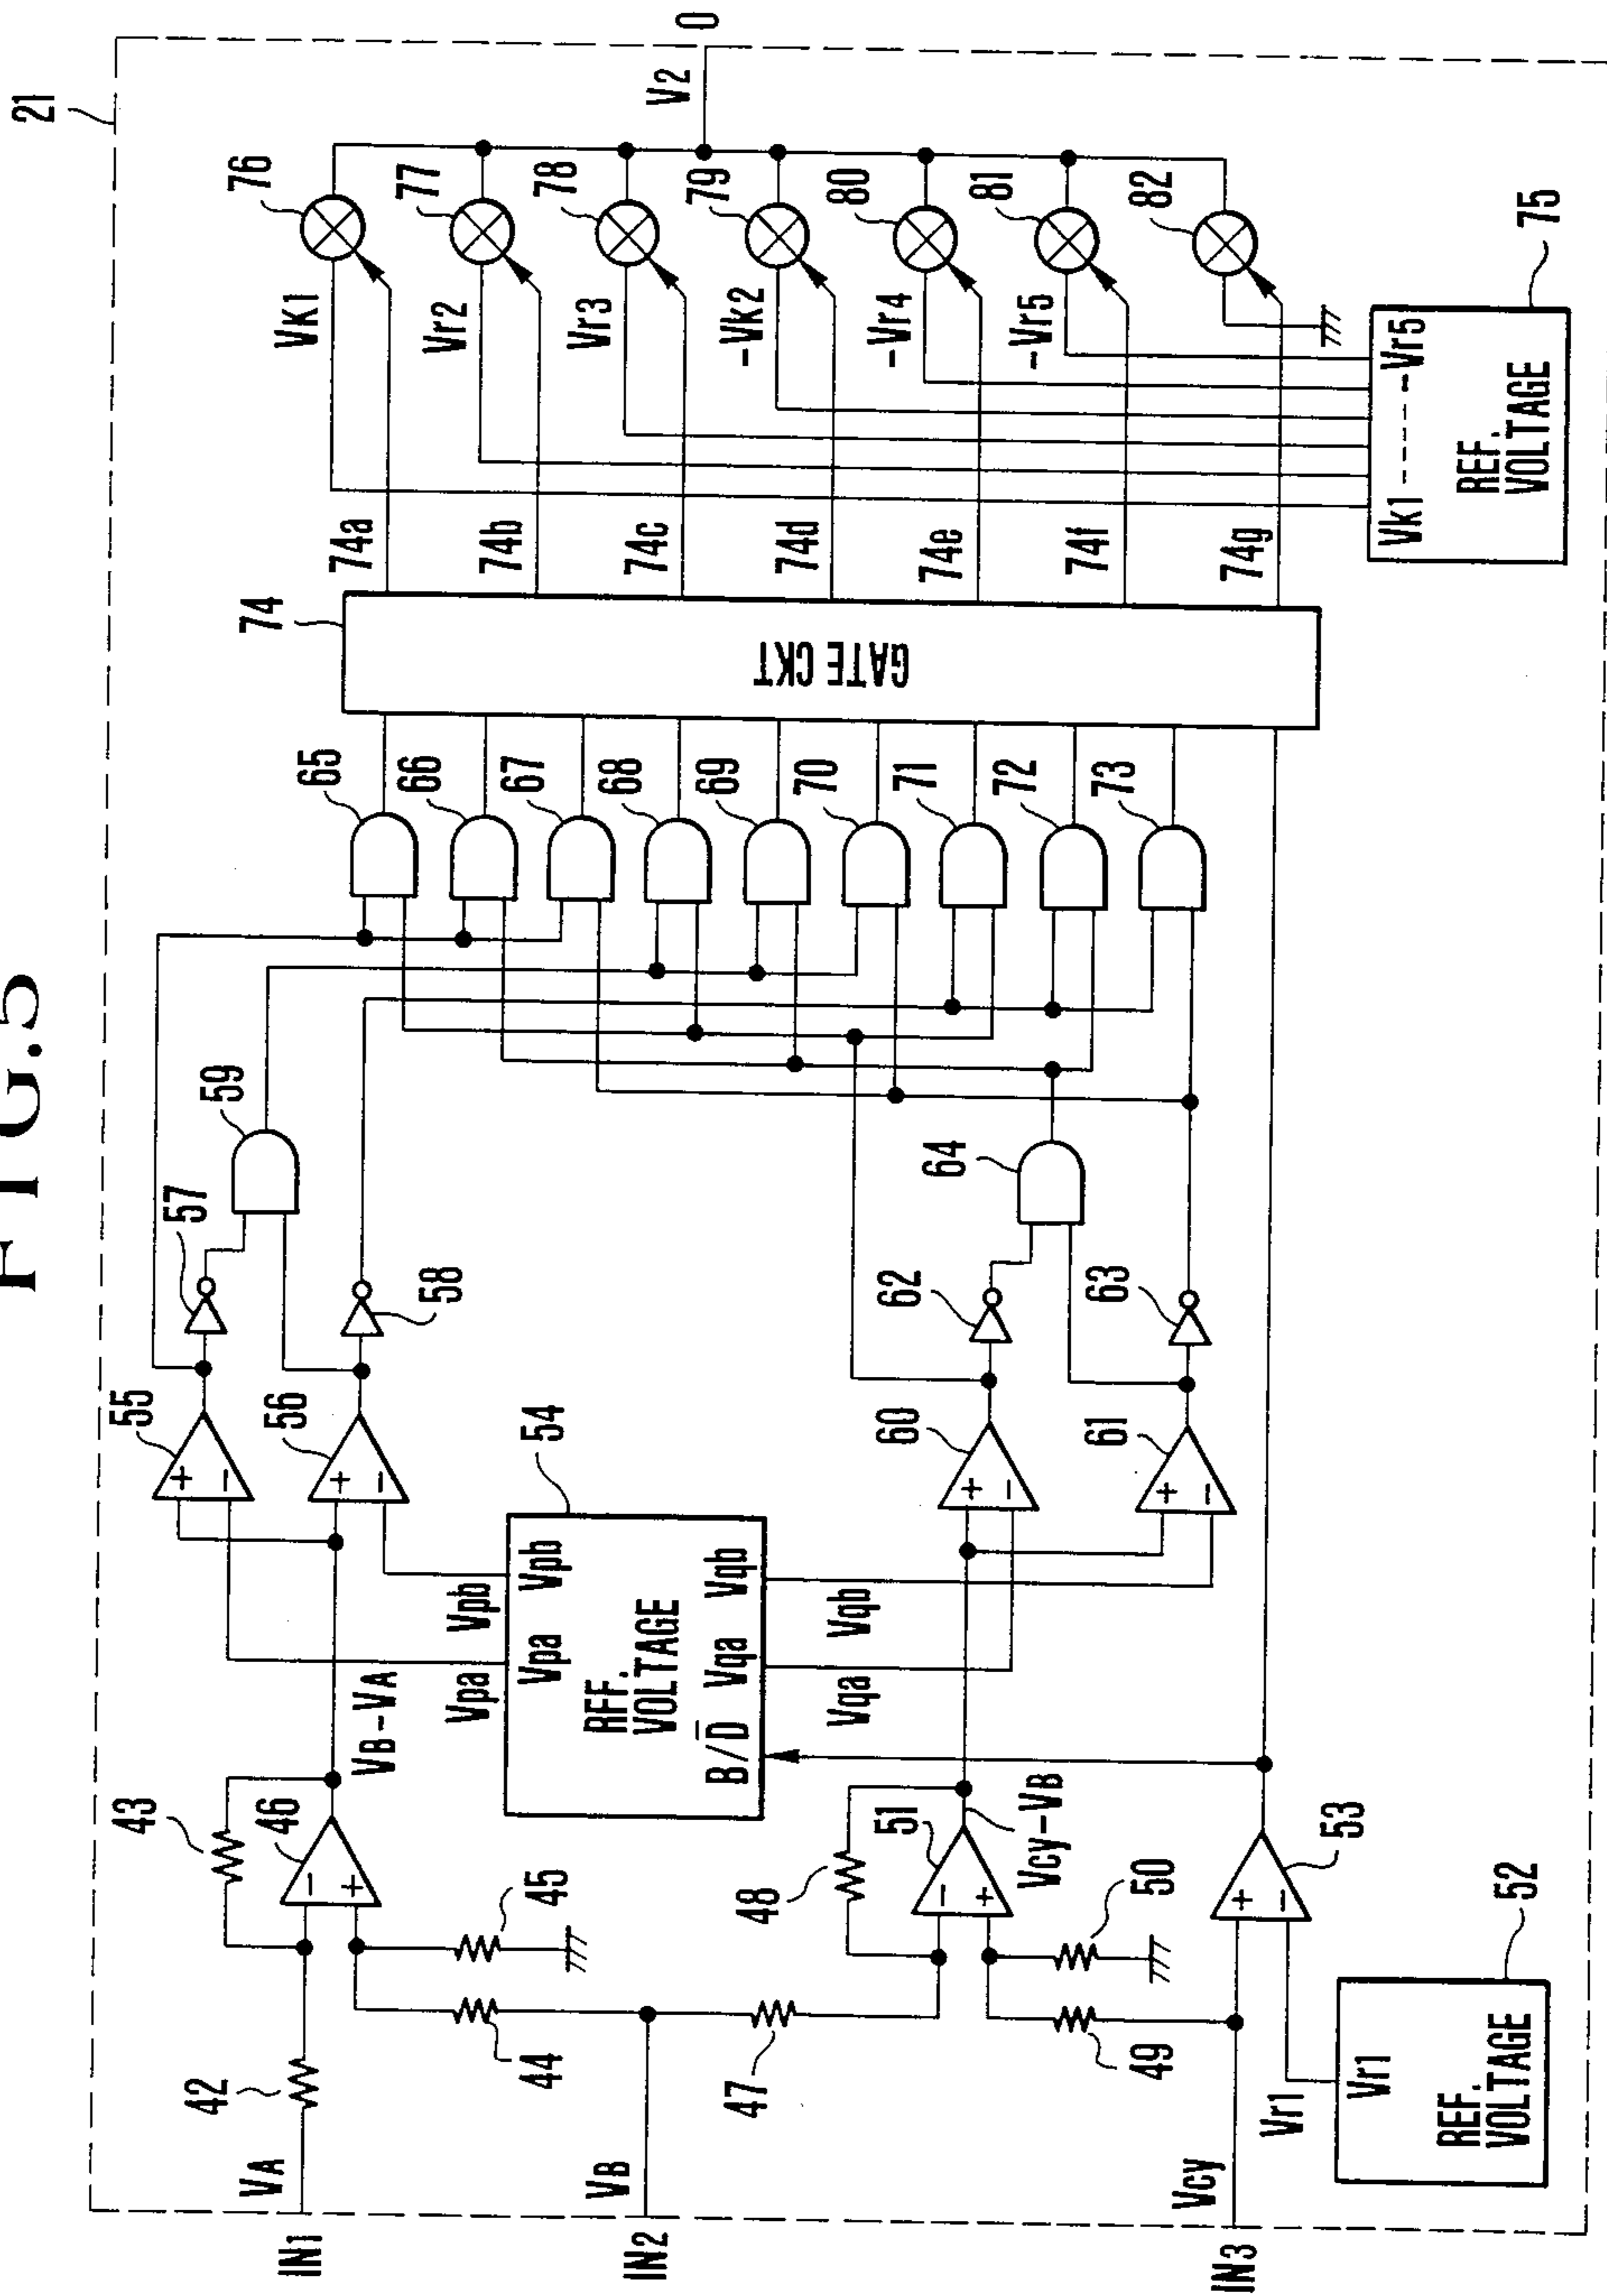 FIG.5
21
IN1
VA
42
43
46
44
45
VB-VA
IN2
VB
47
48
51
49
50
Vcy-VB
IN3
Vcy
53
Vr1
Vr1
REF.
VOLTAGE
52
54
Vpa
Vpb
Vpa
Vpb
RFF.
VOLTAGE
B/D̅
Vqa
Vqb
Vqa
Vqb
55
56
57
58
59
60
61
62
63
64
65
66
67
68
69
70
71
72
73
74
GATE CKT
74a
74b
74c
74d
74e
74f
74g
Vk1
Vr2
Vr3
-Vk2
-Vr4
-Vr5
76
77
78
79
80
81
82
V2
O
Vk1 ----- -Vr5
REF.
VOLTAGE
75
+
-
+
-
+
-
+
-
-
+
-
+
+
-